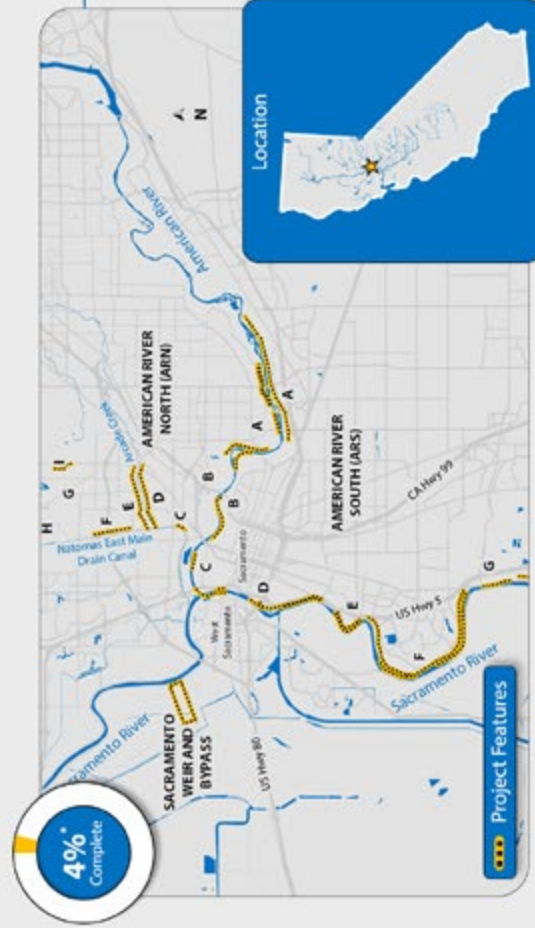 4%*
Complete
Sacramento River
SACRAMENTO
WEIR AND
BYPASS
US Hwy 80
West
Sacramento
Sacramento
H
G
I
F
E
D
C
Natomas East Main
Drain Canal
Arcade Creek
AMERICAN RIVER
NORTH (ARN)
American River
N
B
A
C
B
A
D
E
F
G
AMERICAN RIVER
SOUTH (ARS)
CA Hwy 99
US Hwy 5
Sacramento River
Project Features
Location